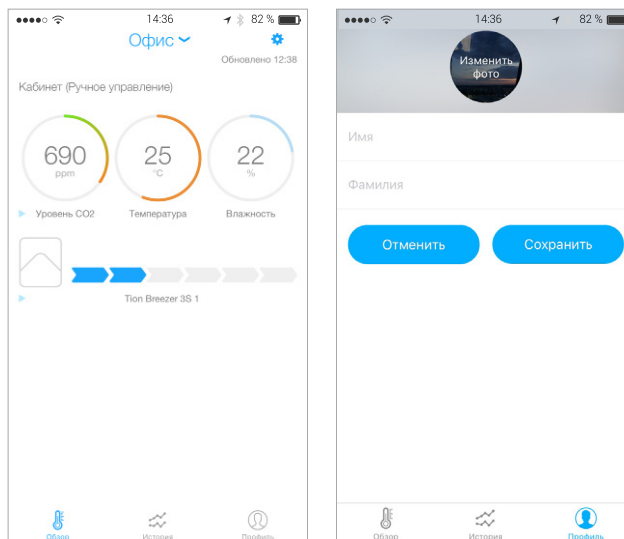 14:36
82 %
Офис
Обновлено 12:38
Кабинет (Ручное управление)
690
ppm
25
°C
22
%
Уровень CO2
Температура
Влажность
Tion Breezer 3S 1
Обзор
История
Профиль
14:36
82 %
Изменить
фото
Имя
Фамилия
Отменить
Сохранить
Обзор
История
Профиль